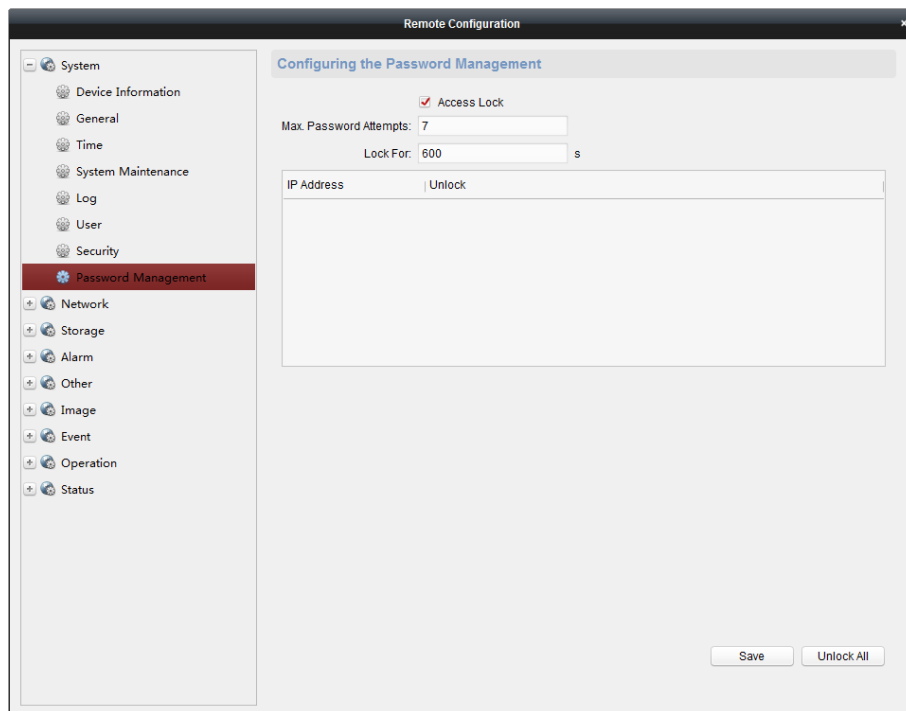 Remote Configuration
System
Device Information
General
Time
System Maintenance
Log
User
Security
Password Management
Network
Storage
Alarm
Other
Image
Event
Operation
Status
Configuring the Password Management
Access Lock
Max. Password Attempts: 7
Lock For: 600 s
IP Address Unlock
Save Unlock All